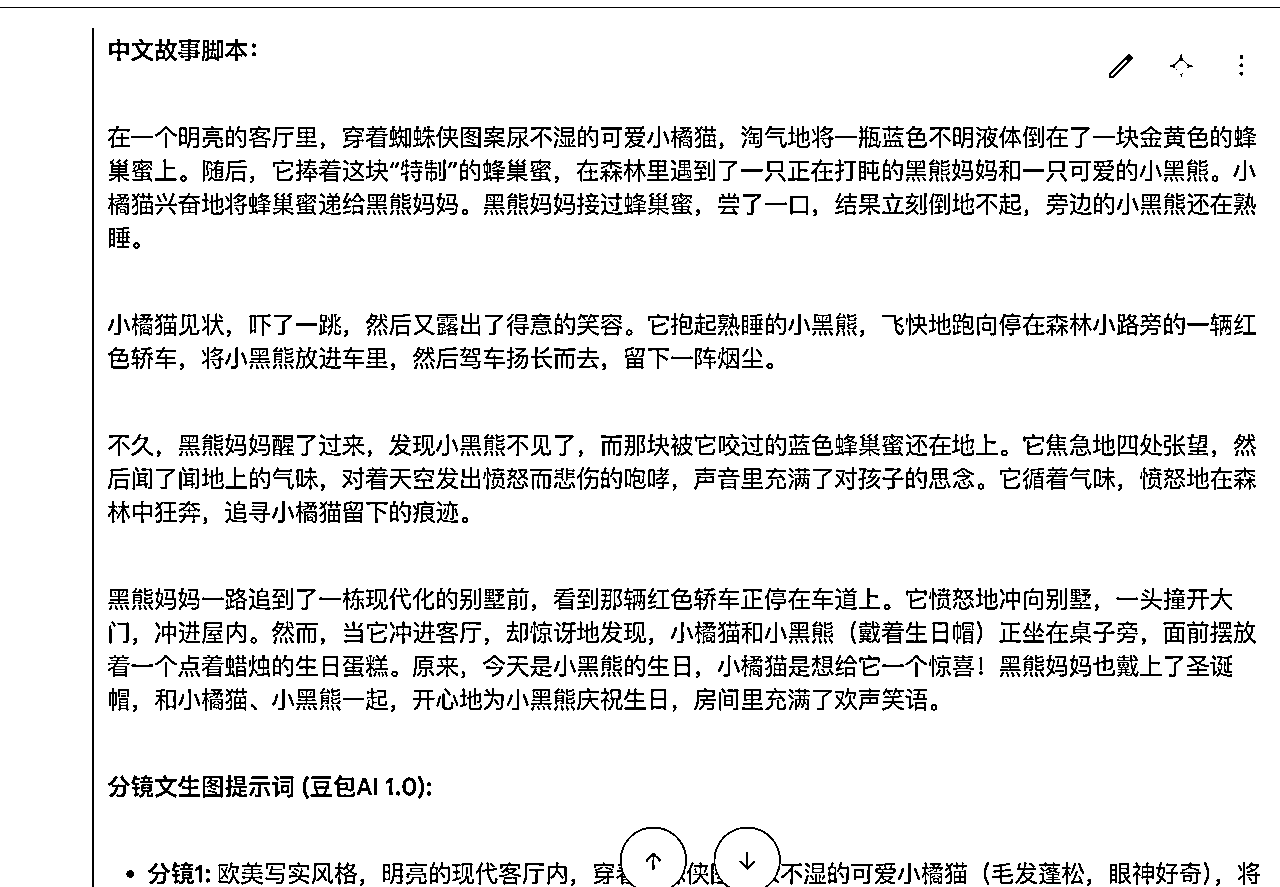 中文故事脚本：
在一个明亮的客厅里，穿着蜘蛛侠图案尿不湿的可爱小橘猫，淘气地将一瓶蓝色不明液体倒在了一块金黄色的蜂
巢蜜上。随后，它捧着这块“特制”的蜂巢蜜，在森林里遇到了一只正在打盹的黑熊妈妈和一只可爱的小黑熊。小
橘猫兴奋地将蜂巢蜜递给黑熊妈妈。黑熊妈妈接过蜂巢蜜，尝了一口，结果立刻倒地不起，旁边的小黑熊还在熟
睡。
小橘猫见状，吓了一跳，然后又露出了得意的笑容。它抱起熟睡的小黑熊，飞快地跑向停在森林小路旁的一辆红
色轿车，将小黑熊放进车里，然后驾车扬长而去，留下一阵烟尘。
不久，黑熊妈妈醒了过来，发现小黑熊不见了，而那块被它咬过的蓝色蜂巢蜜还在地上。它焦急地四处张望，然
后闻了闻地上的气味，对着天空发出愤怒而悲伤的咆哮，声音里充满了对孩子的思念。它循着气味，愤怒地在森
林中狂奔，追寻小橘猫留下的痕迹。
黑熊妈妈一路追到了一栋现代化的别墅前，看到那辆红色轿车正停在车道上。它愤怒地冲向别墅，一头撞开大
门，冲进屋内。然而，当它冲进客厅，却惊讶地发现，小橘猫和小黑熊（戴着生日帽）正坐在桌子旁，面前摆放
着一个点着蜡烛的生日蛋糕。原来，今天是小黑熊的生日，小橘猫是想给它一个惊喜！黑熊妈妈也戴上了圣诞
帽，和小橘猫、小黑熊一起，开心地为小黑熊庆祝生日，房间里充满了欢声笑语。
分镜文生图提示词 (豆包AI 1.0):
• 分镜1: 欧美写实风格，明亮的现代客厅内，穿 侠 不湿的可爱小橘猫（毛发蓬松，眼神好奇），将